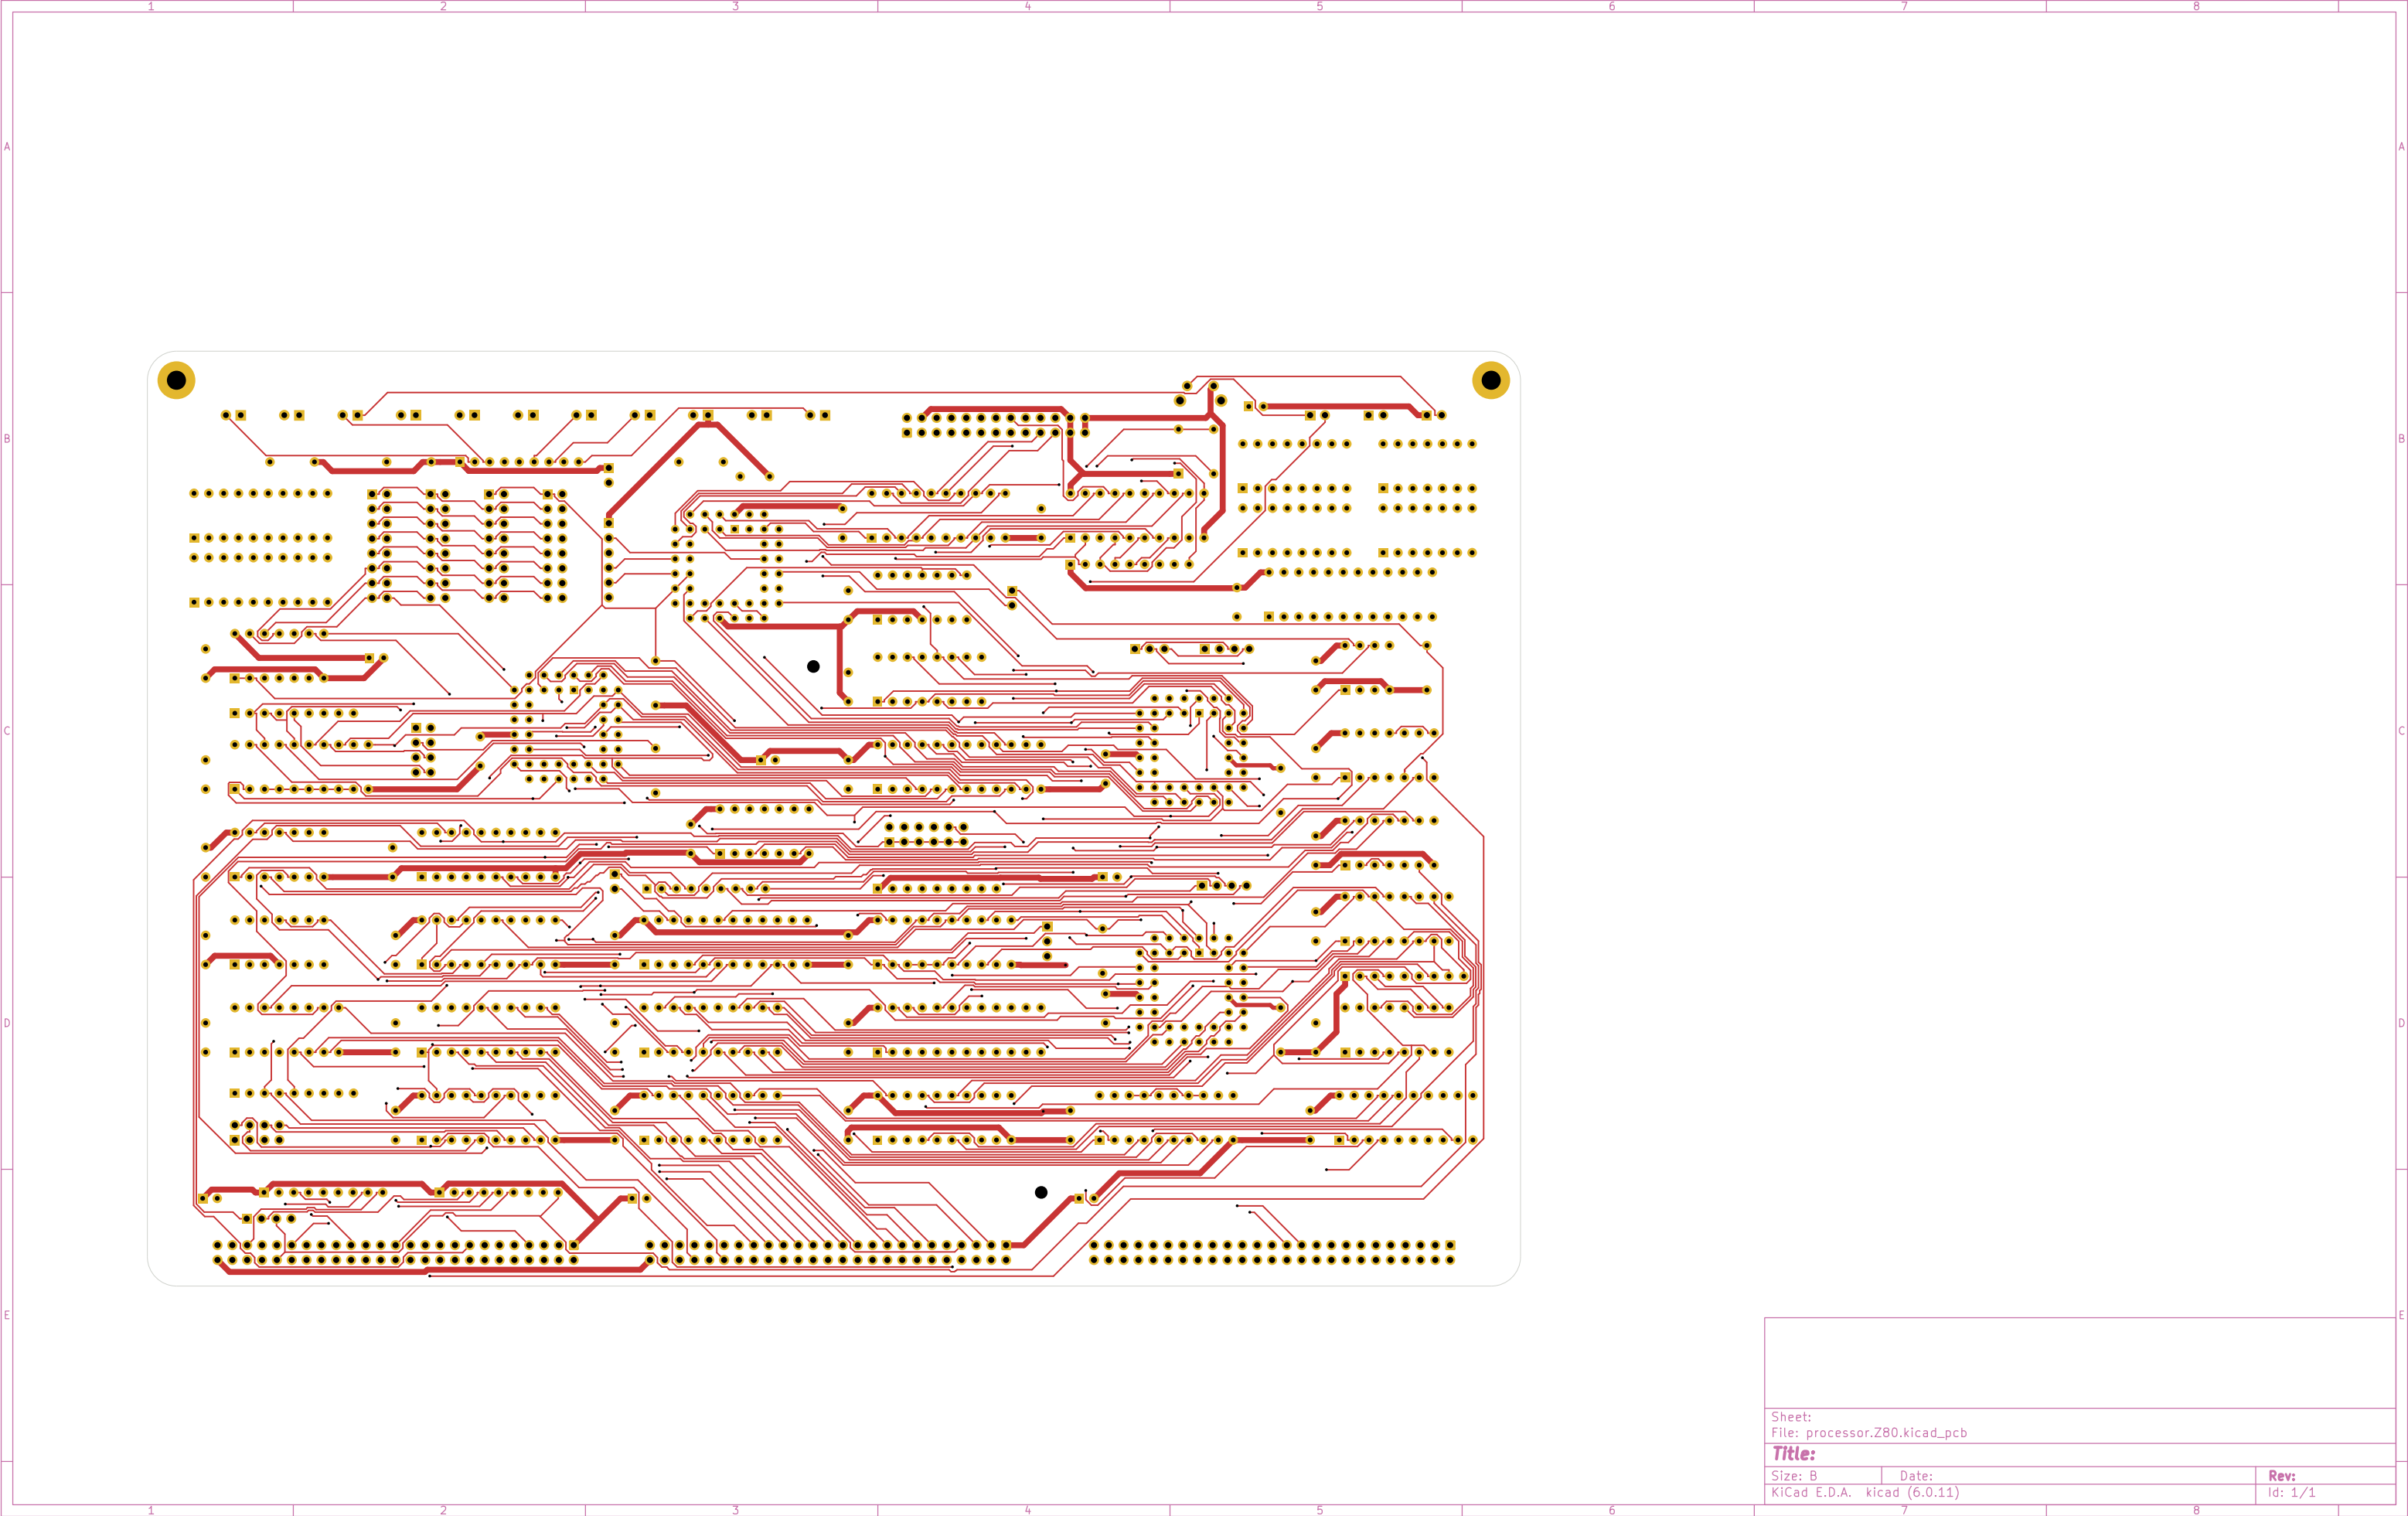 1 2 3 4 5 6 7 8
A A
B B
C C
D D
E E
Sheet:
File: processor.Z80.kicad_pcb
Title:
Size: B Date: Rev:
KiCad E.D.A. kicad (6.0.11) Id: 1/1
1 2 3 4 5 6 7 8